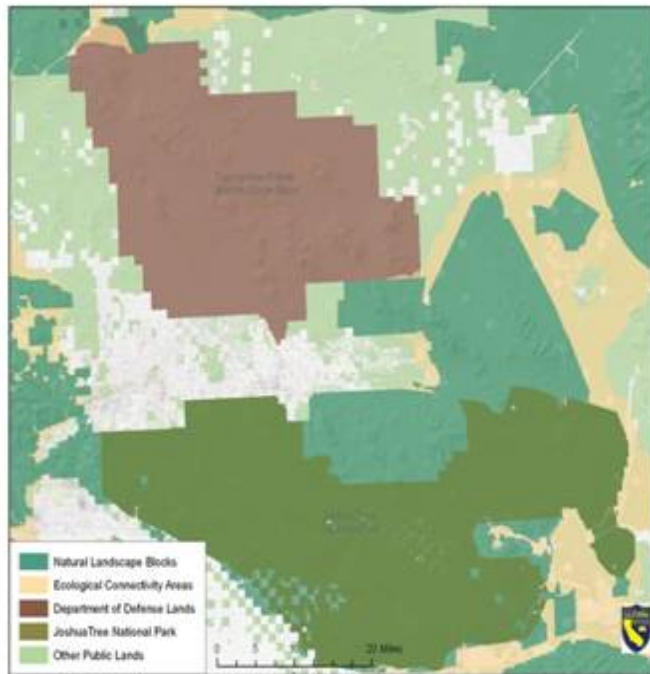 Natural Landscape Blocks
Ecological Connectivity Areas
Department of Defense Lands
JoshuaTree National Park
Other Public Lands
0 5 20 Miles